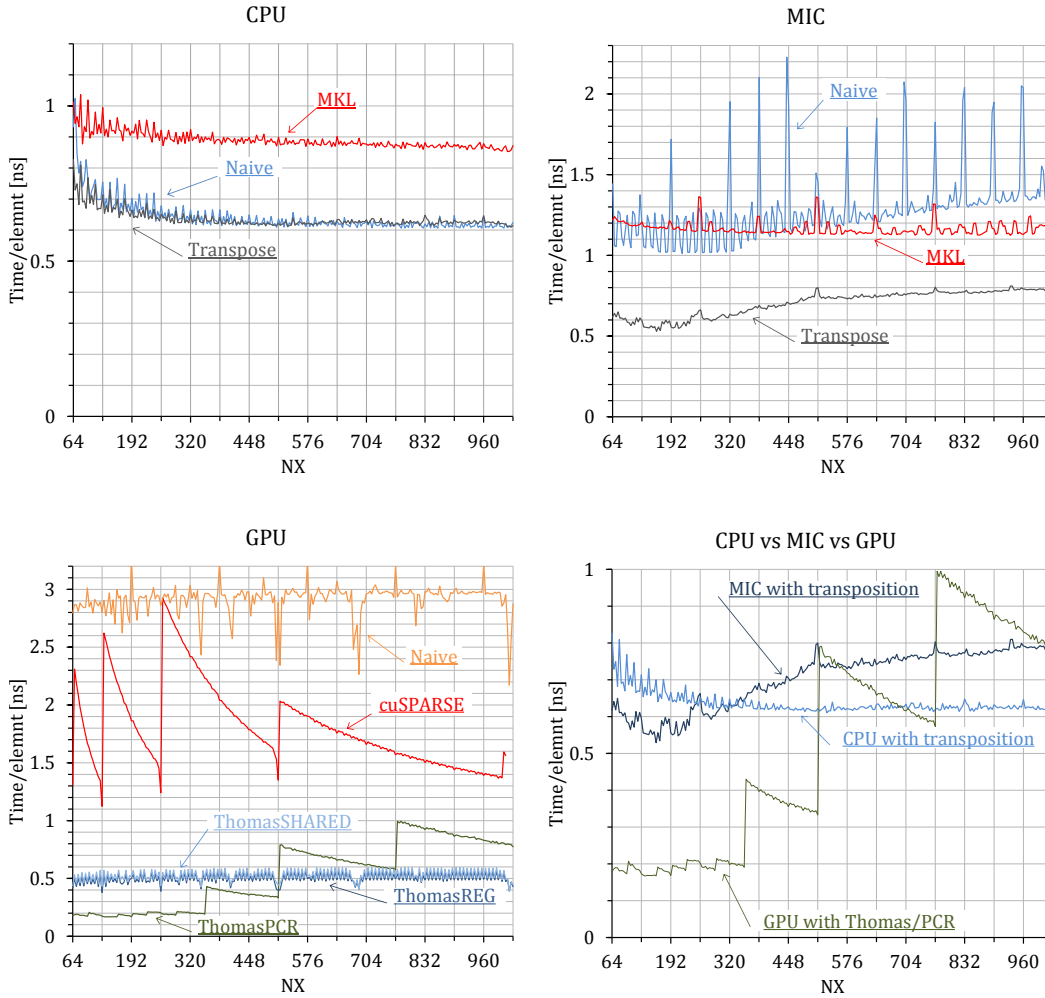 CPU
Time/elemnt [ns]
1
0.5
0
MKL
Naive
Transpose
64 192 320 448 576 704 832 960
NX
MIC
Time/elemnt [ns]
2
1.5
1
0.5
0
Naive
MKL
Transpose
64 192 320 448 576 704 832 960
NX
GPU
Time/elemnt [ns]
3
2.5
2
1.5
1
0.5
0
Naive
cuSPARSE
ThomasSHARED
ThomasREG
ThomasPCR
64 192 320 448 576 704 832 960
NX
CPU vs MIC vs GPU
Time/elemnt [ns]
1
0.5
0
MIC with transposition
CPU with transposition
GPU with Thomas/PCR
64 192 320 448 576 704 832 960
NX